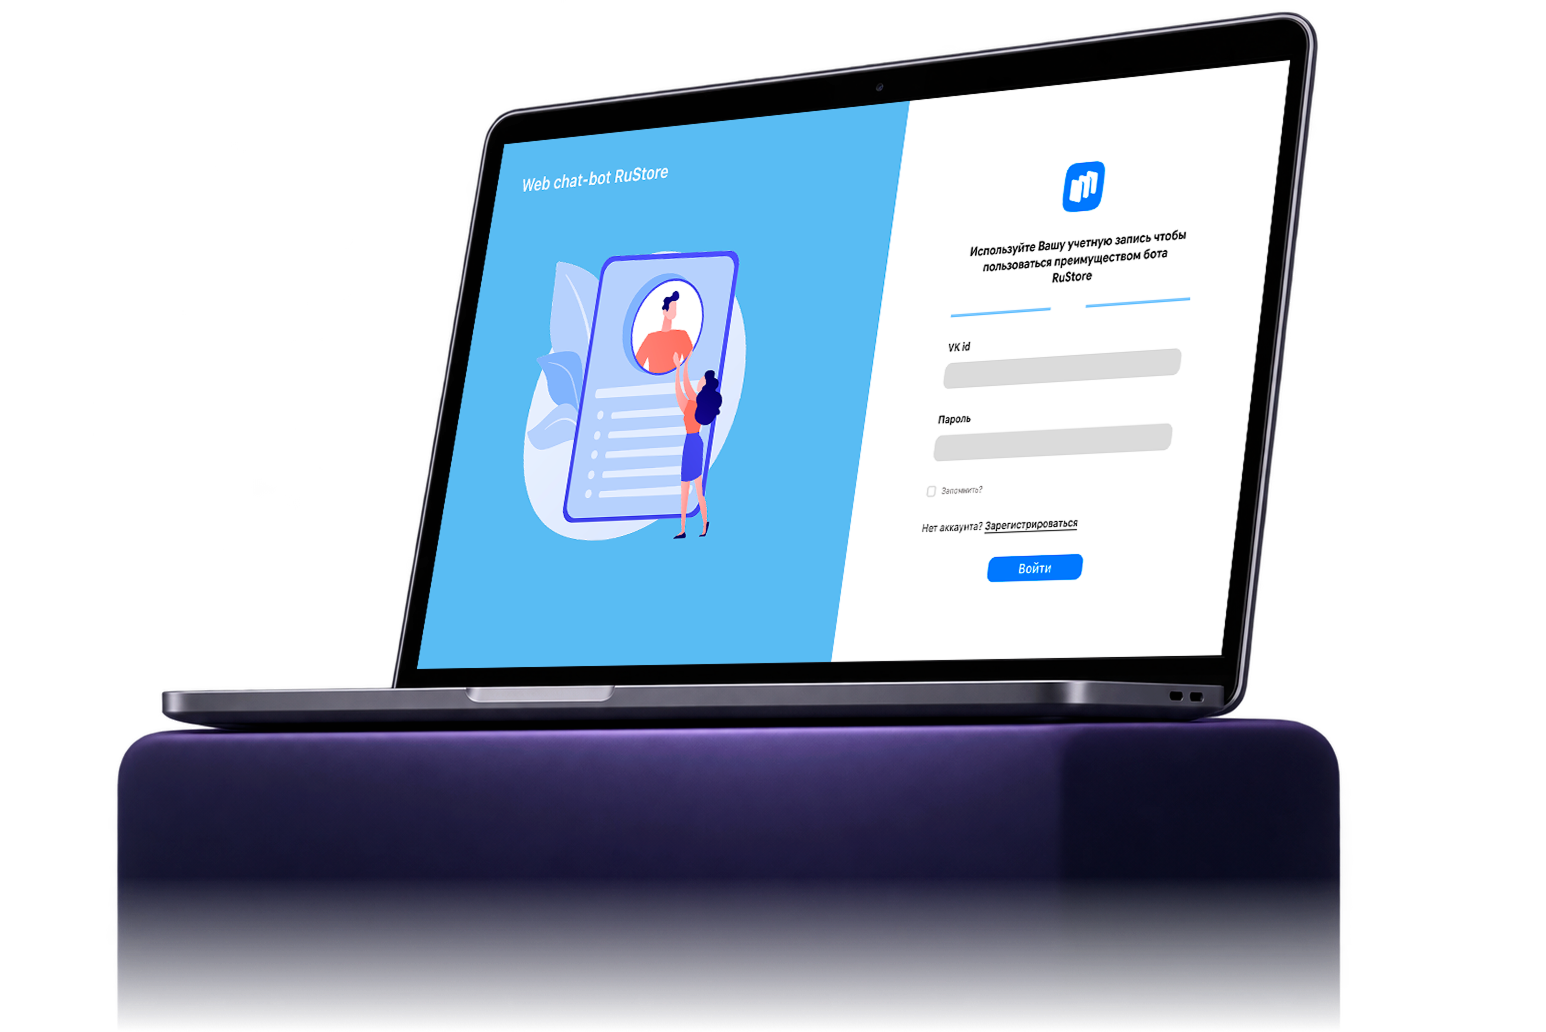 Web chat-bot RuStore
Используйте Вашу учетную запись чтобы
пользоваться преимуществом бота
RuStore
VK id
Пароль
Запомнить?
Нет аккаунта? Зарегистрироваться
Войти